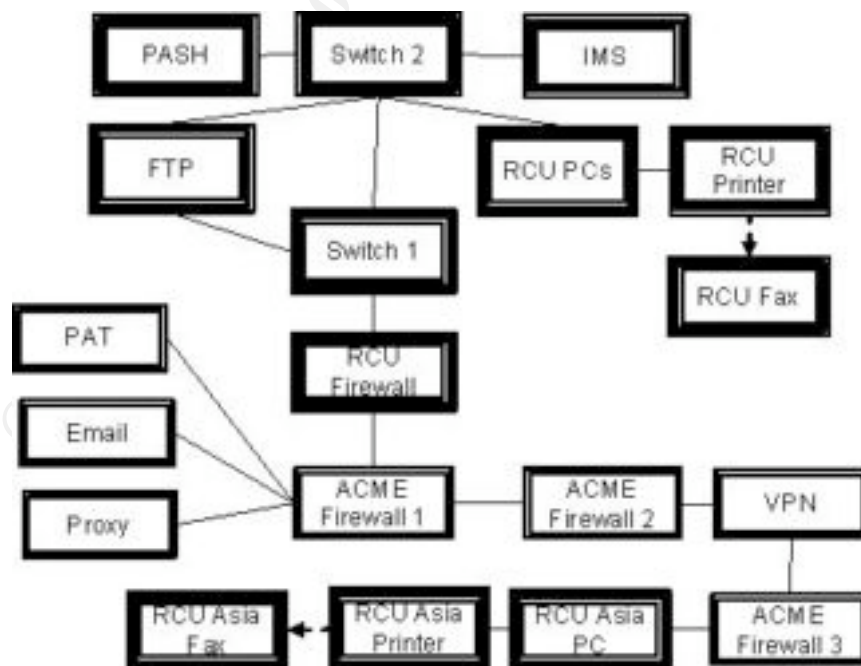 PASH
Switch 2
IMS
FTP
RCU PCs
RCU
Printer
Switch 1
RCU Fax
PAT
RCU
Firewall
Email
Proxy
ACME
Firewall 1
ACME
Firewall 2
VPN
RCU Asia
Fax
RCU Asia
Printer
RCU Asia
PC
ACME
Firewall 3